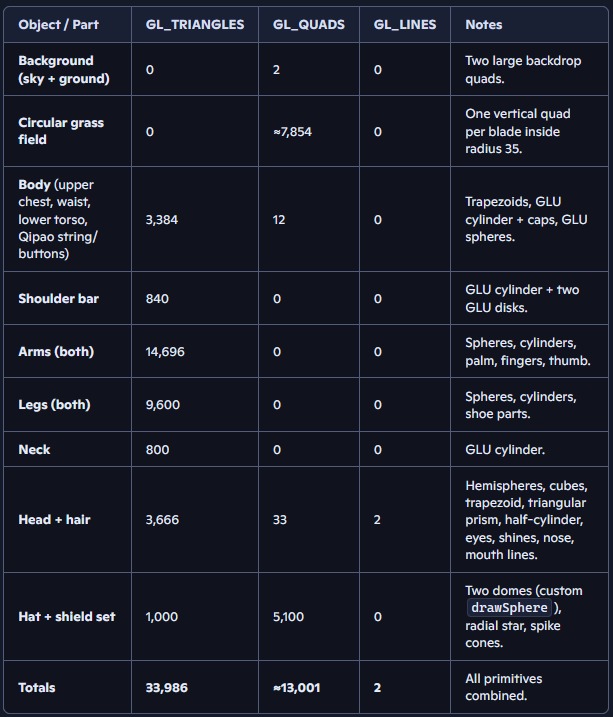 Object / Part GL_TRIANGLES GL_QUADS GL_LINES Notes
Background (sky + ground) 0 2 0 Two large backdrop quads.
Circular grass field 0 ≈7,854 0 One vertical quad per blade inside radius 35.
Body (upper chest, waist, lower torso, Qipao string/buttons) 3,384 12 0 Trapezoids, GLU cylinder + caps, GLU spheres.
Shoulder bar 840 0 0 GLU cylinder + two GLU disks.
Arms (both) 14,696 0 0 Spheres, cylinders, palm, fingers, thumb.
Legs (both) 9,600 0 0 Spheres, cylinders, shoe parts.
Neck 800 0 0 GLU cylinder.
Head + hair 3,666 33 2 Hemispheres, cubes, trapezoid, triangular prism, half-cylinder, eyes, shines, nose, mouth lines.
Hat + shield set 1,000 5,100 0 Two domes (custom drawSphere), radial star, spike cones.
Totals 33,986 ≈13,001 2 All primitives combined.